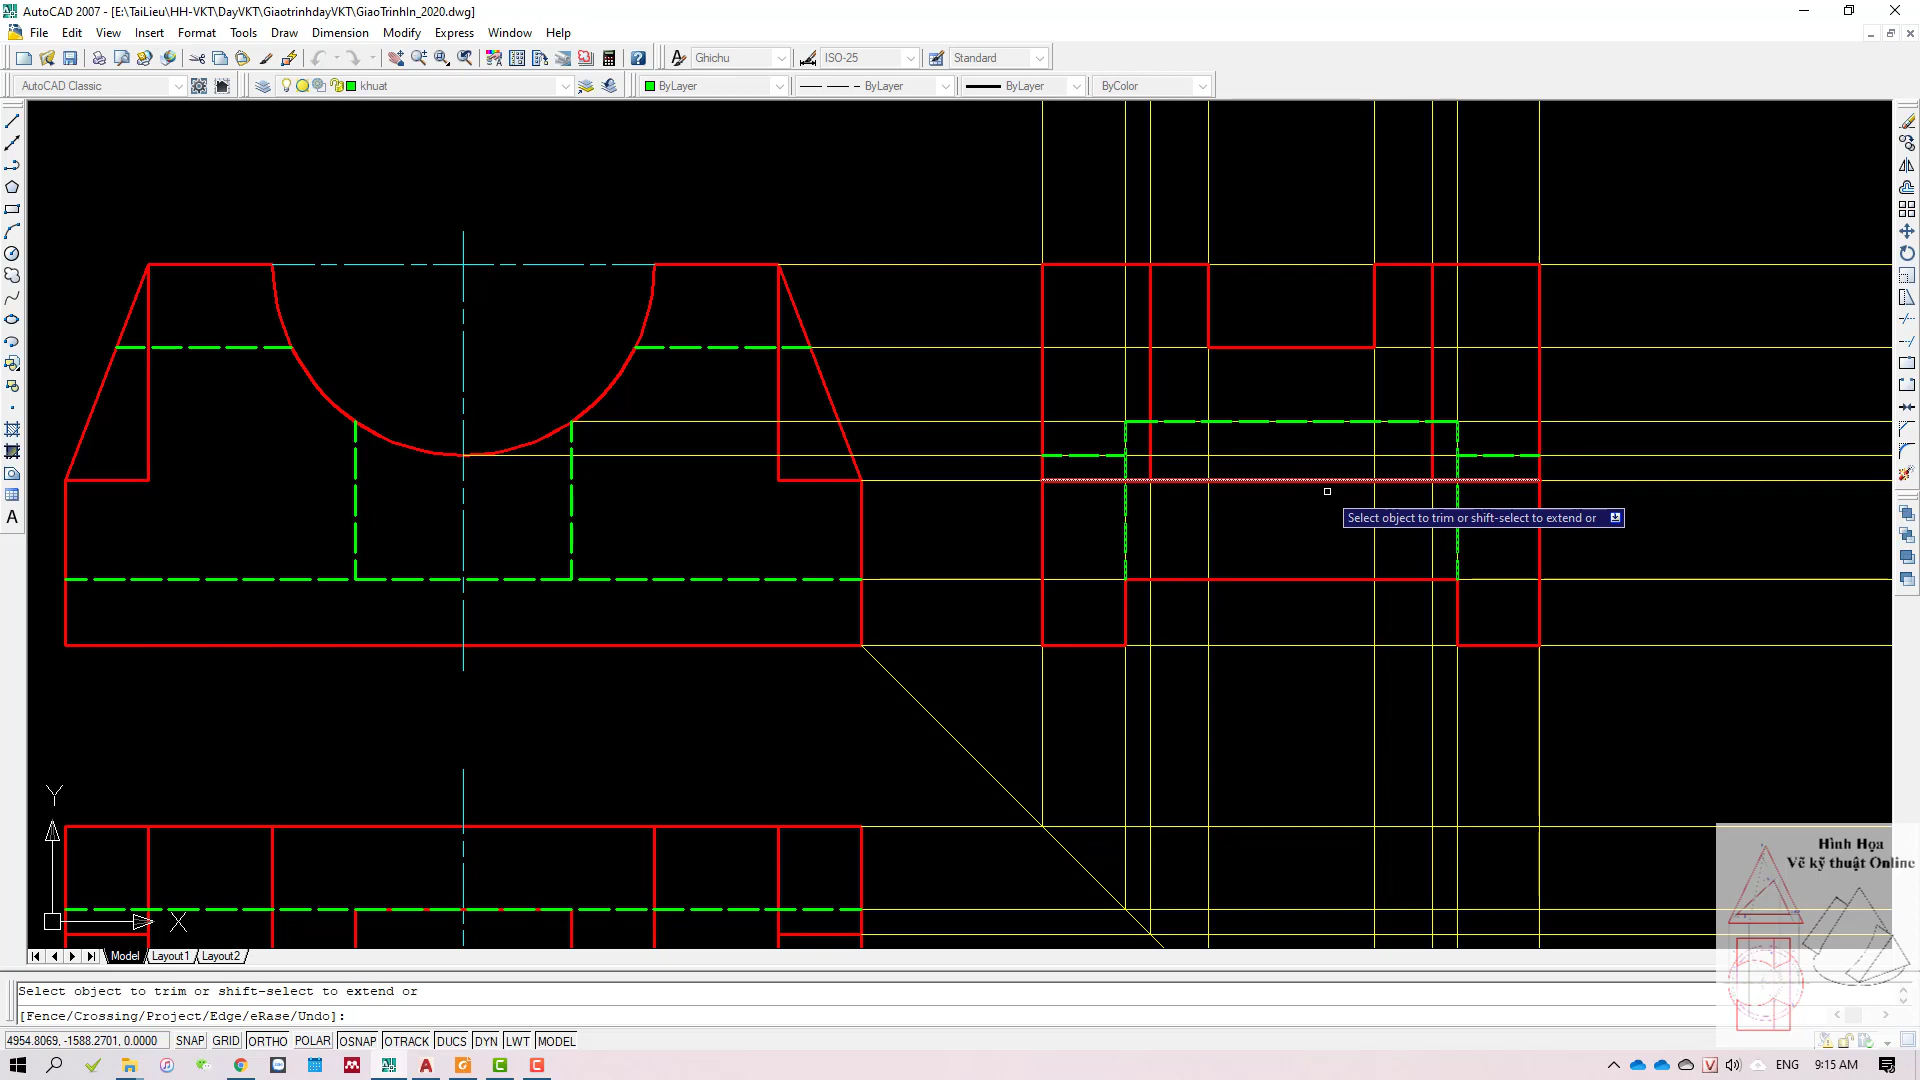 AutoCAD 2007 - [E:\TaiLieu\HH-VKT\DayVKT\GiaotrinhdayVKT\GiaoTrinhIn_2020.dwg]
File Edit View Insert Format Tools Draw Dimension Modify Express Window Help
Ghichu ISO-25 Standard
AutoCAD Classic khuat ByLayer ByLayer ByLayer ByColor
Select object to trim or shift-select to extend or
Y
X
Hình Họa
Vẽ kỹ thuật Online
Model Layout1 Layout2
Select object to trim or shift-select to extend or
[Fence/Crossing/Project/Edge/eRase/Undo]:
4954.8069, -1588.2701, 0.0000 SNAP GRID ORTHO POLAR OSNAP OTRACK DUCS DYN LWT MODEL
ENG 9:15 AM